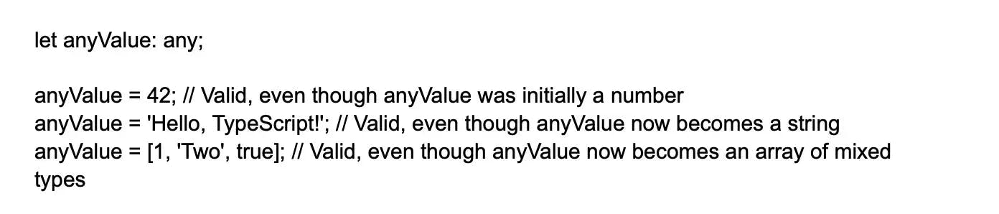 let anyValue: any;
anyValue = 42; // Valid, even though anyValue was initially a number
anyValue = 'Hello, TypeScript!'; // Valid, even though anyValue now becomes a string
anyValue = [1, 'Two', true]; // Valid, even though anyValue now becomes an array of mixed
types